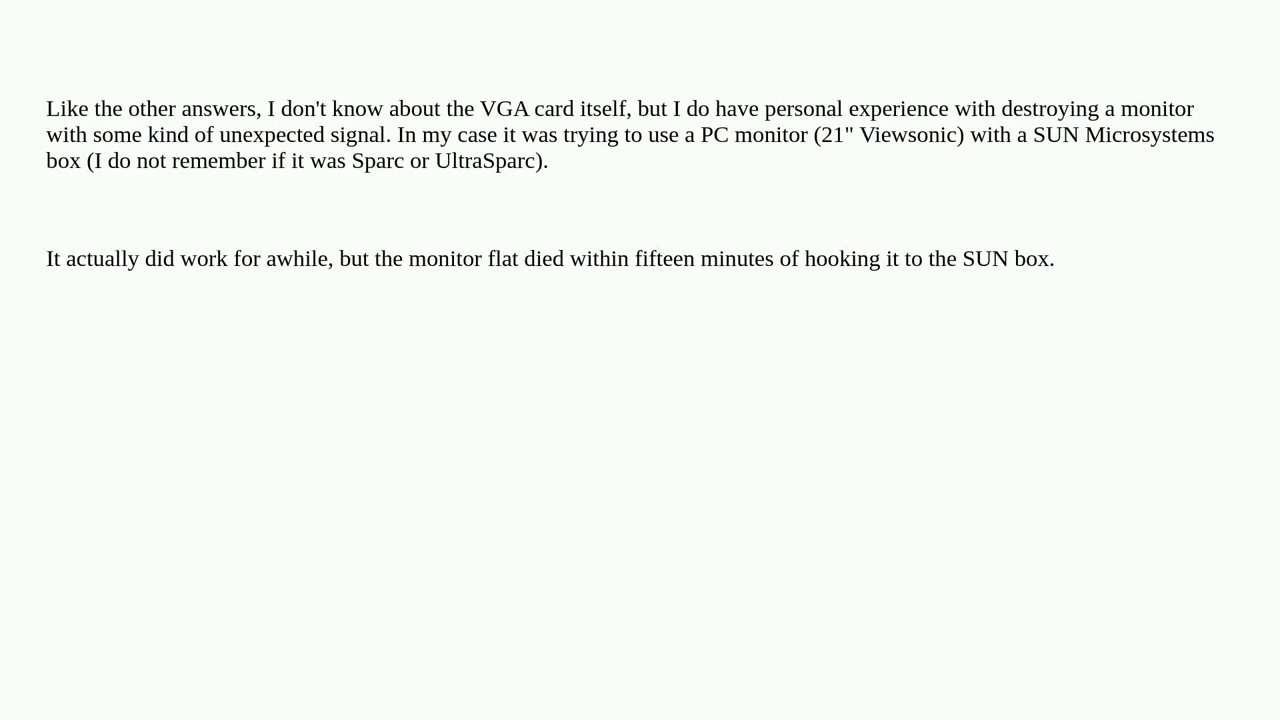 Like the other answers, I don't know about the VGA card itself, but I do have personal experience with destroying a monitor
with some kind of unexpected signal. In my case it was trying to use a PC monitor (21" Viewsonic) with a SUN Microsystems
box (I do not remember if it was Sparc or UltraSparc).
It actually did work for awhile, but the monitor flat died within fifteen minutes of hooking it to the SUN box.